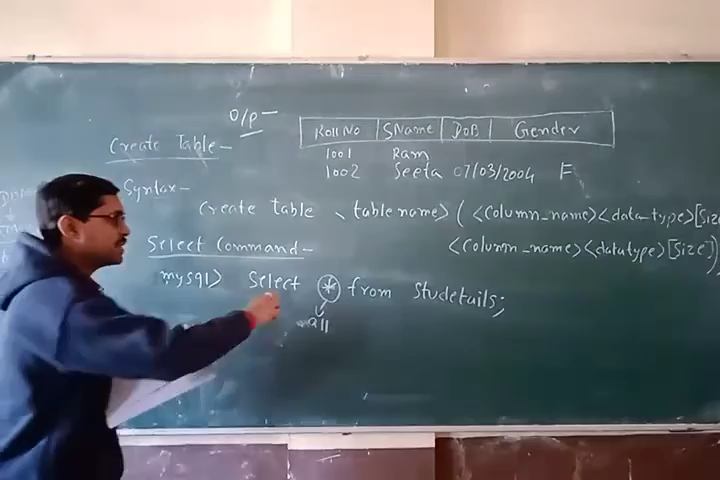 O/P -
RollNo SName DoB Gender
Create Table -
1001 Ram
1002 Seeta 07/03/2004 F
Syntax -
Create table < table name> ( <Column_name><data_type>[Size
<Column_name><datatype>[Size])
Select Command -
mysql> Select * from Studetails;
all